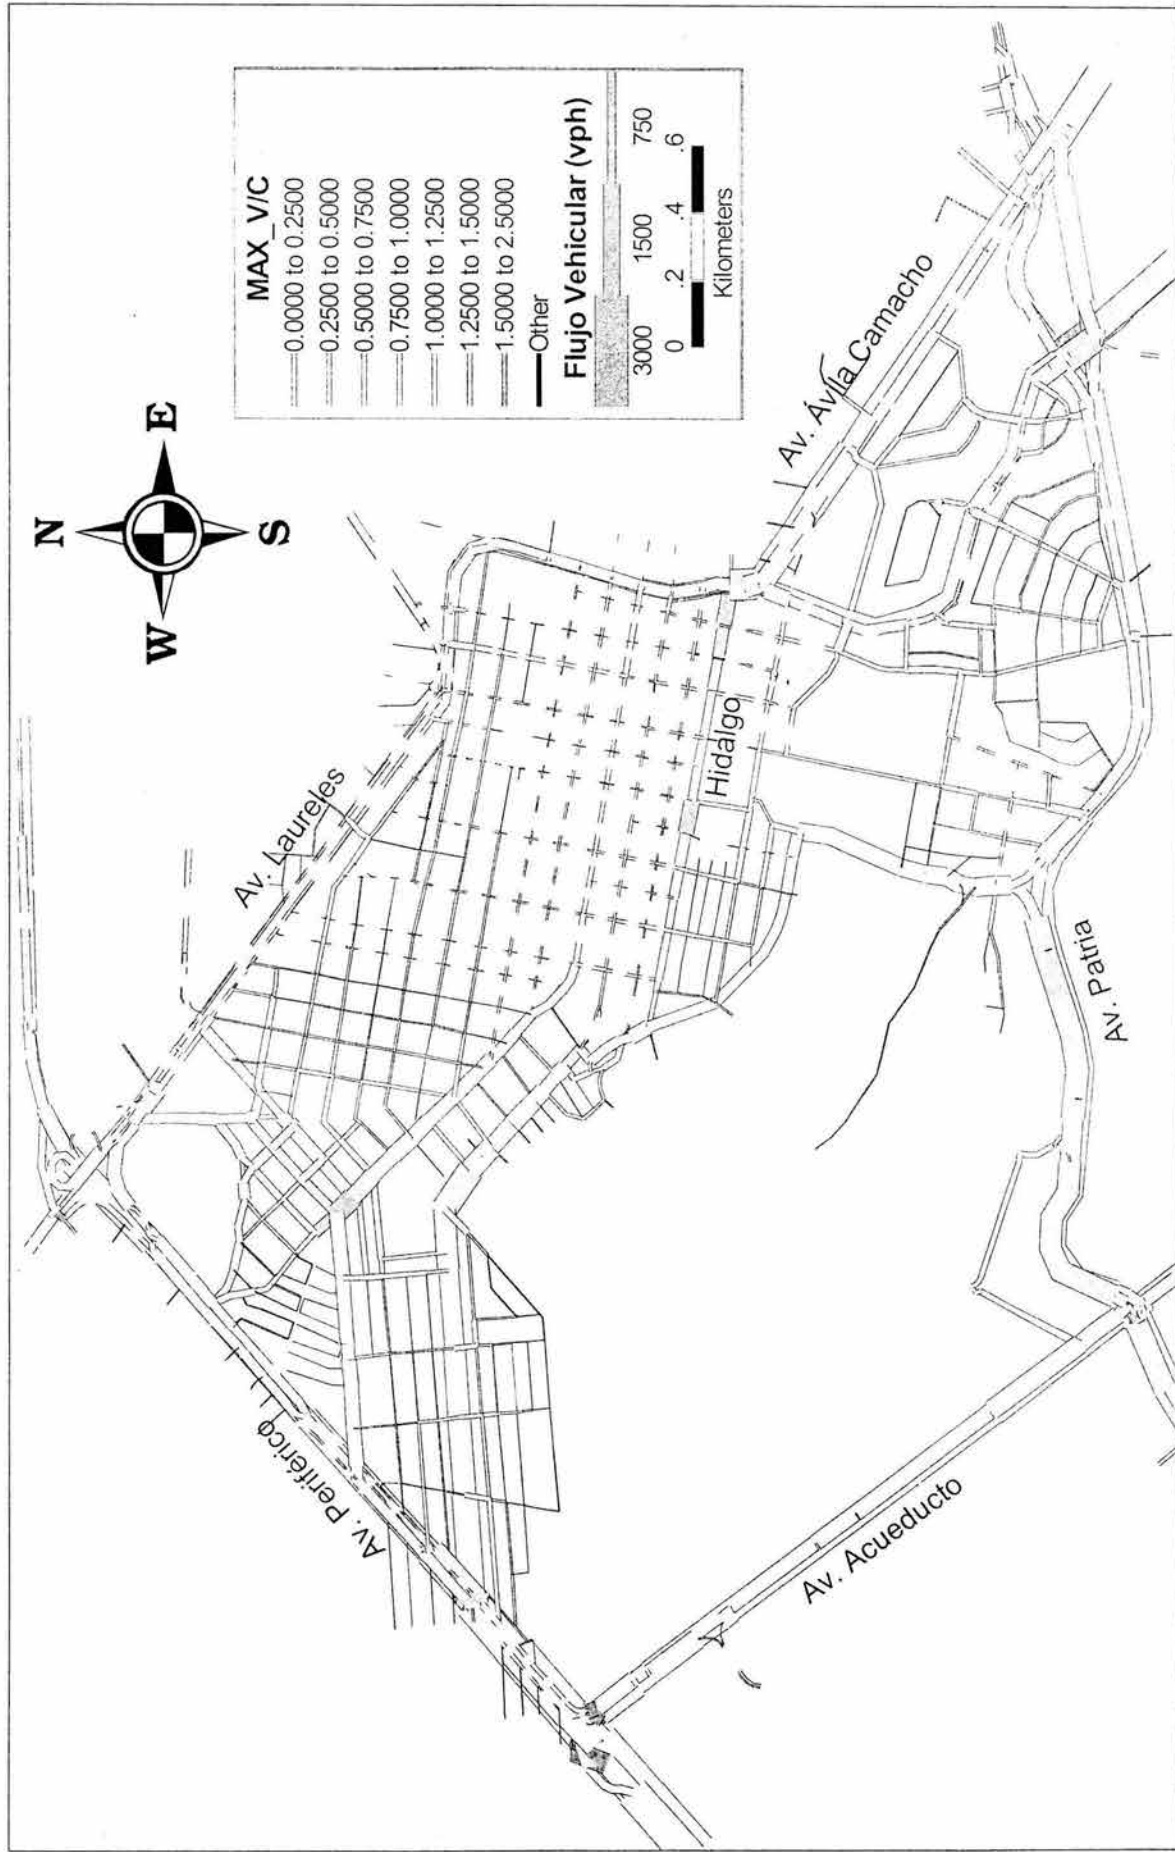 N
W E
S
MAX_V/C
0.0000 to 0.2500
0.2500 to 0.5000
0.5000 to 0.7500
0.7500 to 1.0000
1.0000 to 1.2500
1.2500 to 1.5000
1.5000 to 2.5000
Other
Flujo Vehicular (vph)
3000 1500 750
0 .2 .4 .6
Kilometers
Av. Laureles
Av. Periférico
Hidalgo
Av. Ávila Camacho
Av. Patria
Av. Acueducto